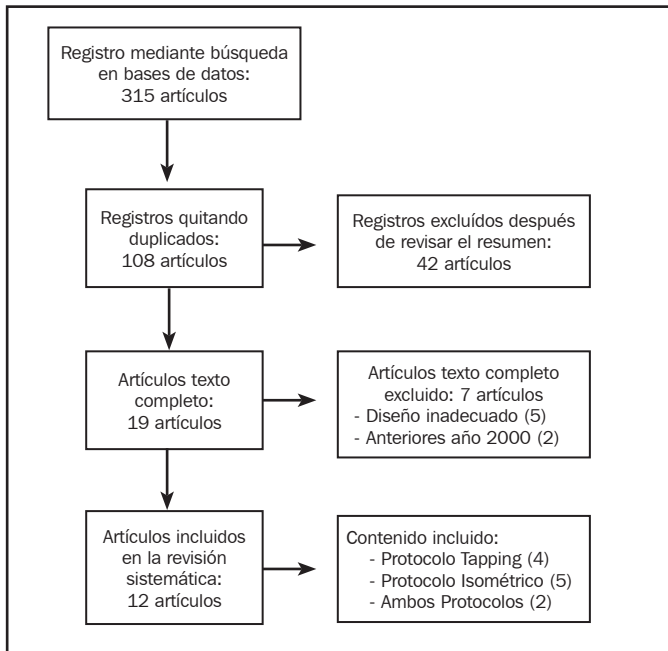 Registro mediante búsqueda
en bases de datos:
315 artículos
Registros quitando
duplicados:
108 artículos
Registros excluídos después
de revisar el resumen:
42 artículos
Artículos texto
completo:
19 artículos
Artículos texto completo
excluido: 7 artículos
- Diseño inadecuado (5)
- Anteriores año 2000 (2)
Artículos incluidos
en la revisión
sistemática:
12 artículos
Contenido incluido:
- Protocolo Tapping (4)
- Protocolo Isométrico (5)
- Ambos Protocolos (2)